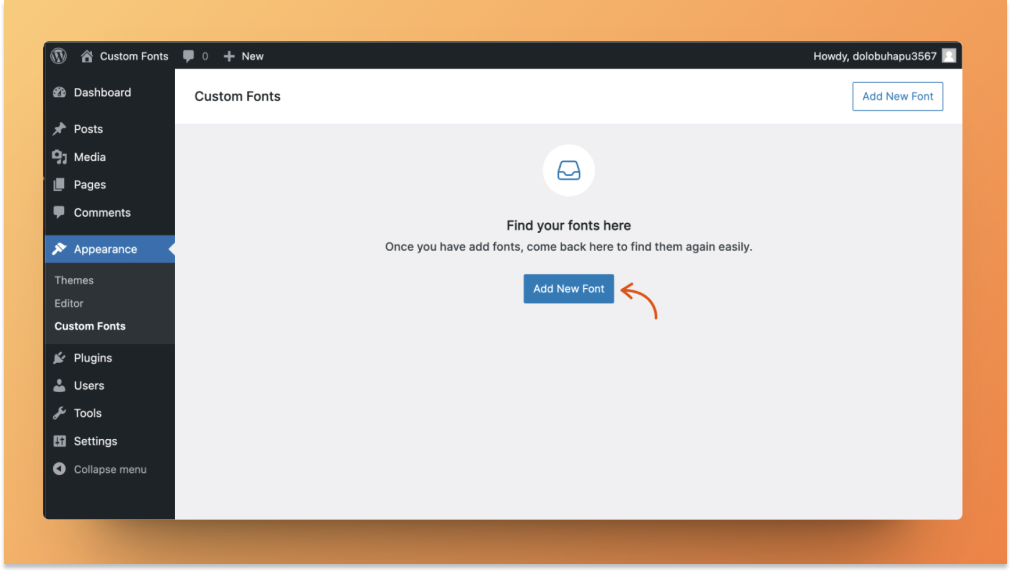 Custom Fonts 0 New Howdy, dolobuhapu3567
Dashboard
Posts
Media
Pages
Comments
Appearance
Themes
Editor
Custom Fonts
Plugins
Users
Tools
Settings
Collapse menu
Custom Fonts Add New Font
Find your fonts here
Once you have add fonts, come back here to find them again easily.
Add New Font